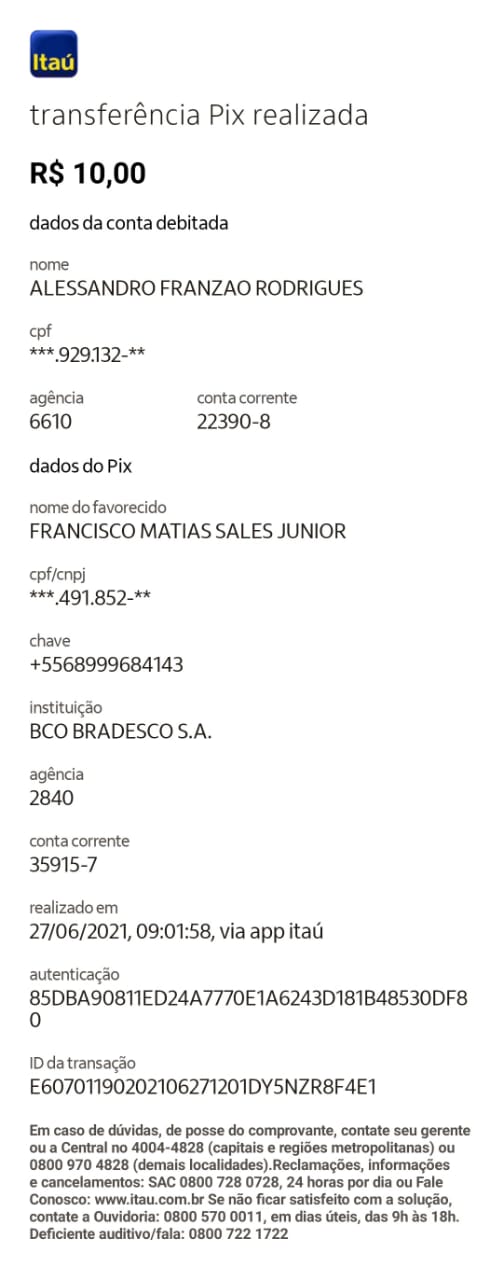 Itaú
transferência Pix realizada
R$ 10,00
dados da conta debitada
nome
ALESSANDRO FRANZAO RODRIGUES
cpf
***.929.132-**
agência conta corrente
6610 22390-8
dados do Pix
nome do favorecido
FRANCISCO MATIAS SALES JUNIOR
cpf/cnpj
***.491.852-**
chave
+5568999684143
instituição
BCO BRADESCO S.A.
agência
2840
conta corrente
35915-7
realizado em
27/06/2021, 09:01:58, via app itaú
autenticação
85DBA90811ED24A7770E1A6243D181B48530DF8
0
ID da transação
E60701190202106271201DY5NZR8F4E1
Em caso de dúvidas, de posse do comprovante, contate seu gerente
ou a Central no 4004-4828 (capitais e regiões metropolitanas) ou
0800 970 4828 (demais localidades).Reclamações, informações
e cancelamentos: SAC 0800 728 0728, 24 horas por dia ou Fale
Conosco: www.itau.com.br Se não ficar satisfeito com a solução,
contate a Ouvidoria: 0800 570 0011, em dias úteis, das 9h às 18h.
Deficiente auditivo/fala: 0800 722 1722